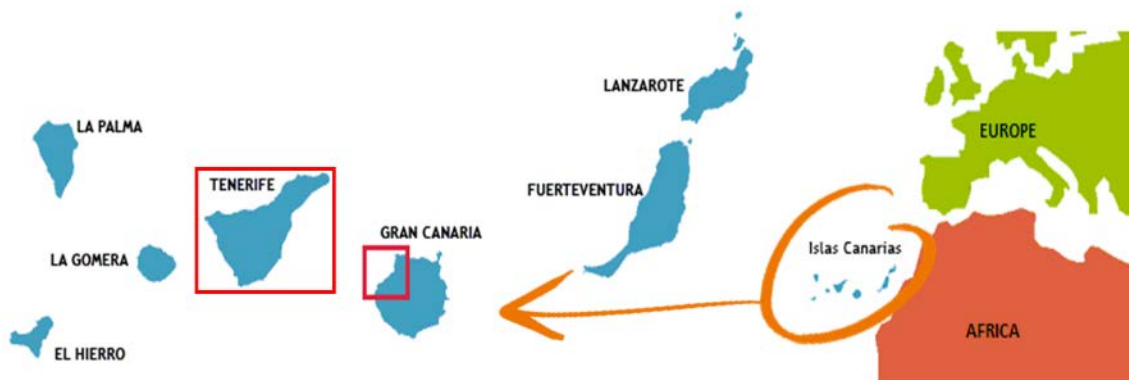 LANZAROTE
EUROPE
LA PALMA
TENERIFE
FUERTEVENTURA
GRAN CANARIA
Islas Canarias
LA GOMERA
AFRICA
EL HIERRO